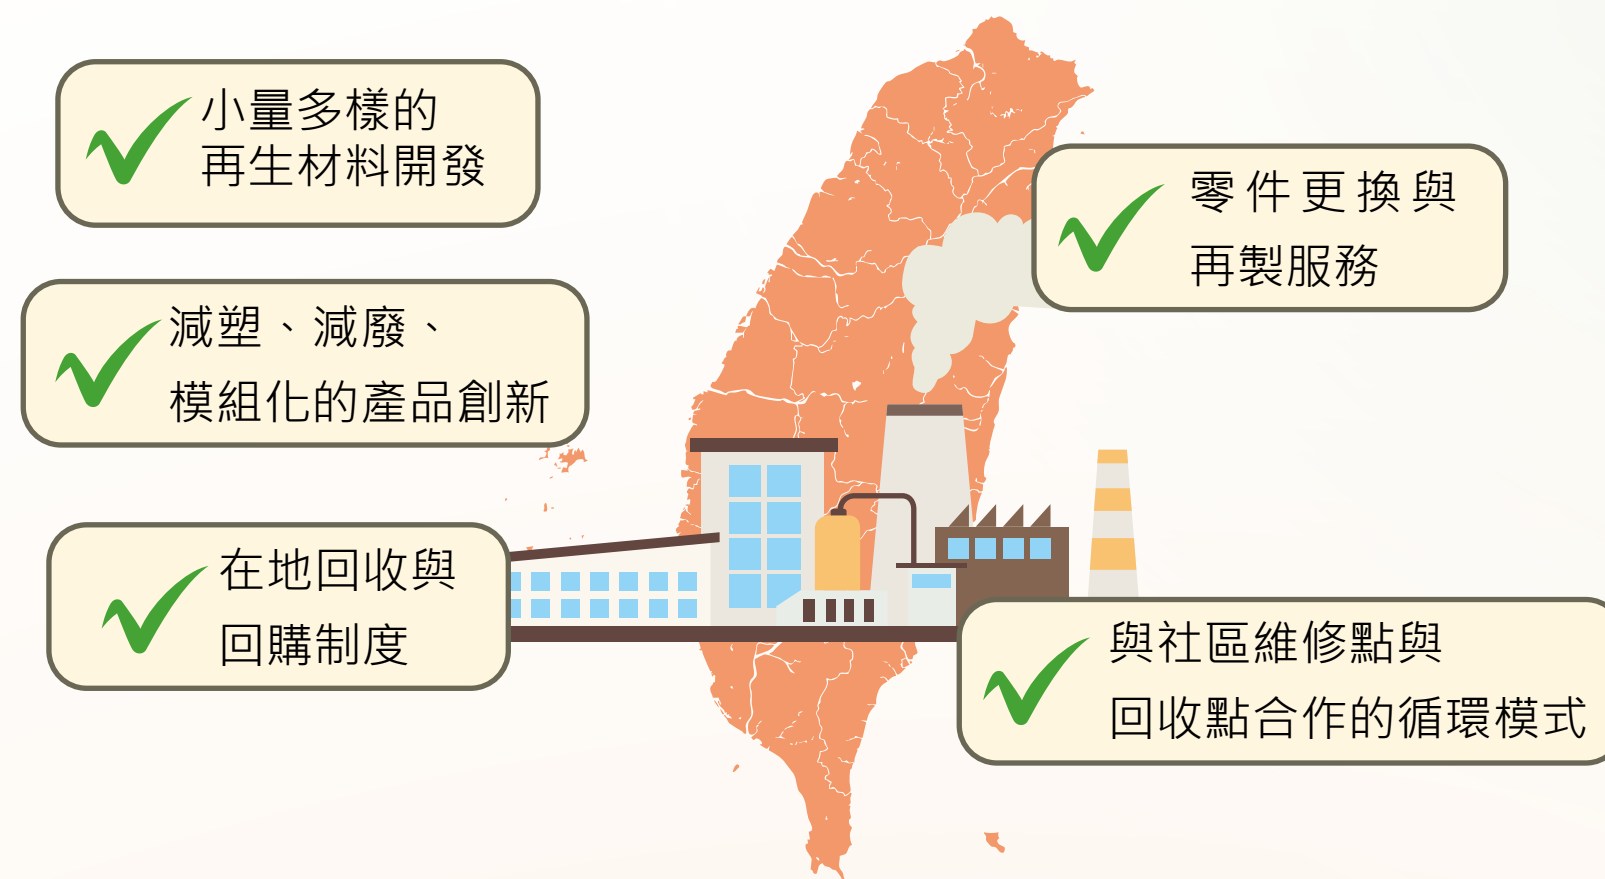 小量多樣的
再生材料開發
減塑、減廢、
模組化的產品創新
在地回收與
回購制度
零件更換與
再製服務
與社區維修點與
回收點合作的循環模式